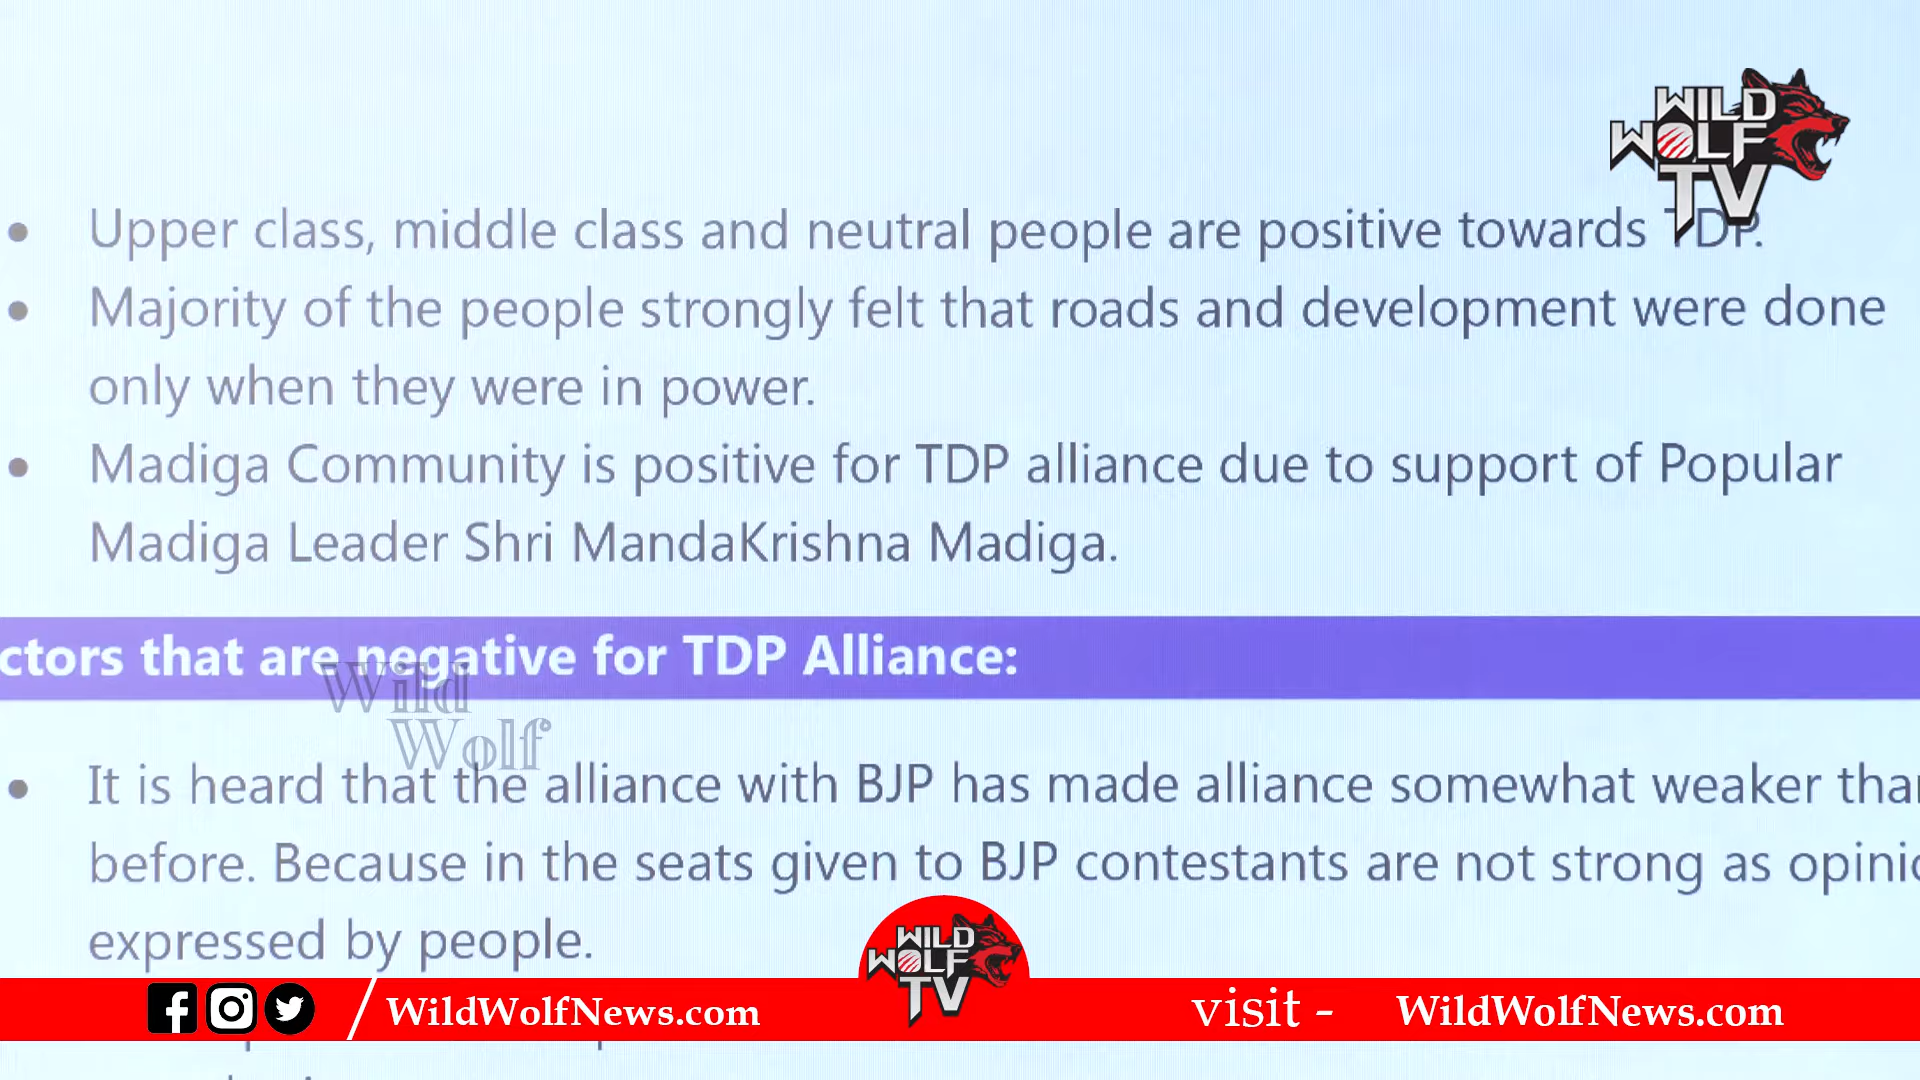 WILD
WOLF
TV
• Upper class, middle class and neutral people are positive towards TDP.
• Majority of the people strongly felt that roads and development were done
only when they were in power.
• Madiga Community is positive for TDP alliance due to support of Popular
Madiga Leader Shri MandaKrishna Madiga.
ctors that are negative for TDP Alliance:
Wild
Wolf
• It is heard that the alliance with BJP has made alliance somewhat weaker than
before. Because in the seats given to BJP contestants are not strong as opinio
expressed by people.
WILD
WOLF
TV
WildWolfNews.com
visit - WildWolfNews.com